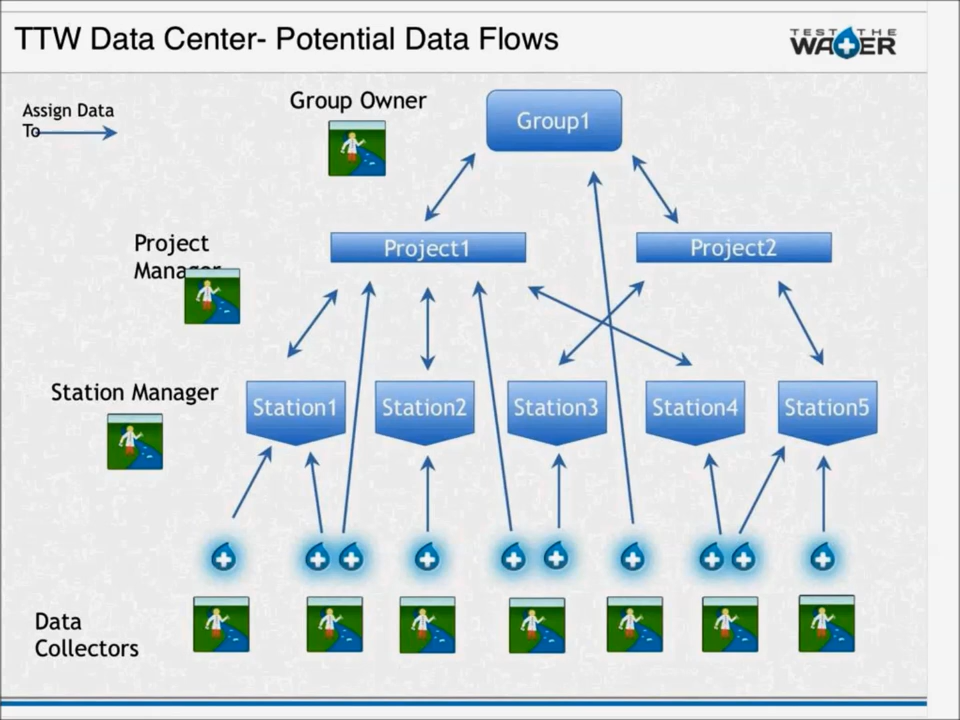 TTW Data Center- Potential Data Flows
TEST THE
WATER
Assign Data
To
Group Owner
Group1
Project
Manager
Project1
Project2
Station Manager
Station1
Station2
Station3
Station4
Station5
Data
Collectors